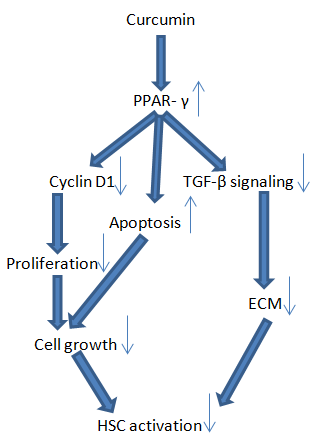 Curcumin
PPAR- γ
Cyclin D1
TGF-β signaling
Apoptosis
Proliferation
ECM
Cell growth
HSC activation